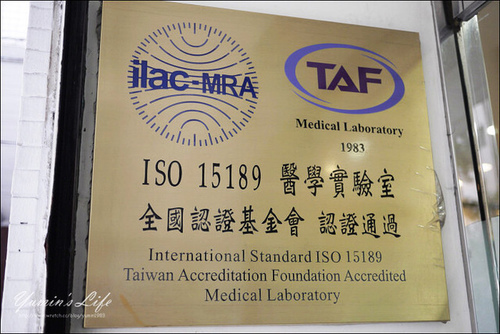 ilac-MRA
TAF
Medical Laboratory
1983
ISO 15189 醫學實驗室
全國認證基金會 認證通過
International Standard ISO 15189
Taiwan Accreditation Foundation Accredited
Medical Laboratory
Yumin's Life